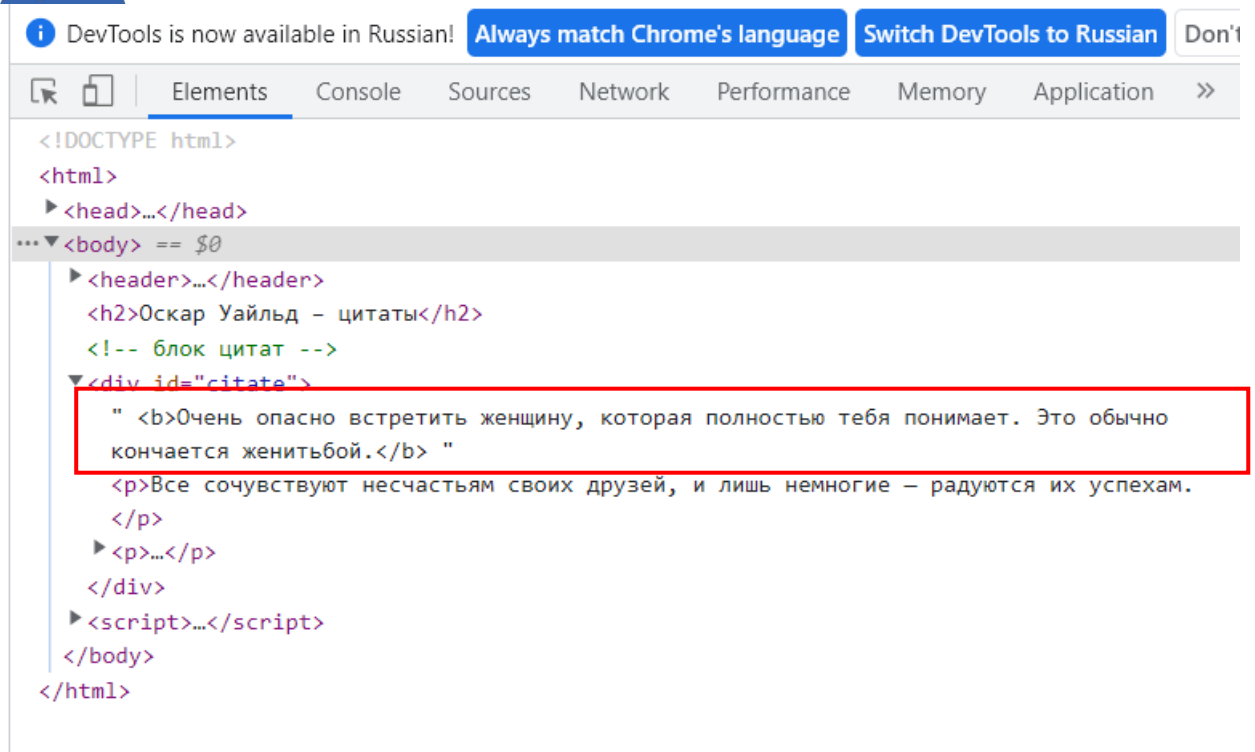 DevTools is now available in Russian! Always match Chrome's language Switch DevTools to Russian Don't
Elements Console Sources Network Performance Memory Application »
<!DOCTYPE html>
<html>
<head>…</head>
<body> == $0
<header>…</header>
<h2>Оскар Уайльд – цитаты</h2>
<!-- блок цитат -->
<div id="citate">
" <b>Очень опасно встретить женщину, которая полностью тебя понимает. Это обычно
кончается женитьбой.</b> "
<p>Все сочувствуют несчастьям своих друзей, и лишь немногие — радуются их успехам.
</p>
<p>…</p>
</div>
<script>…</script>
</body>
</html>